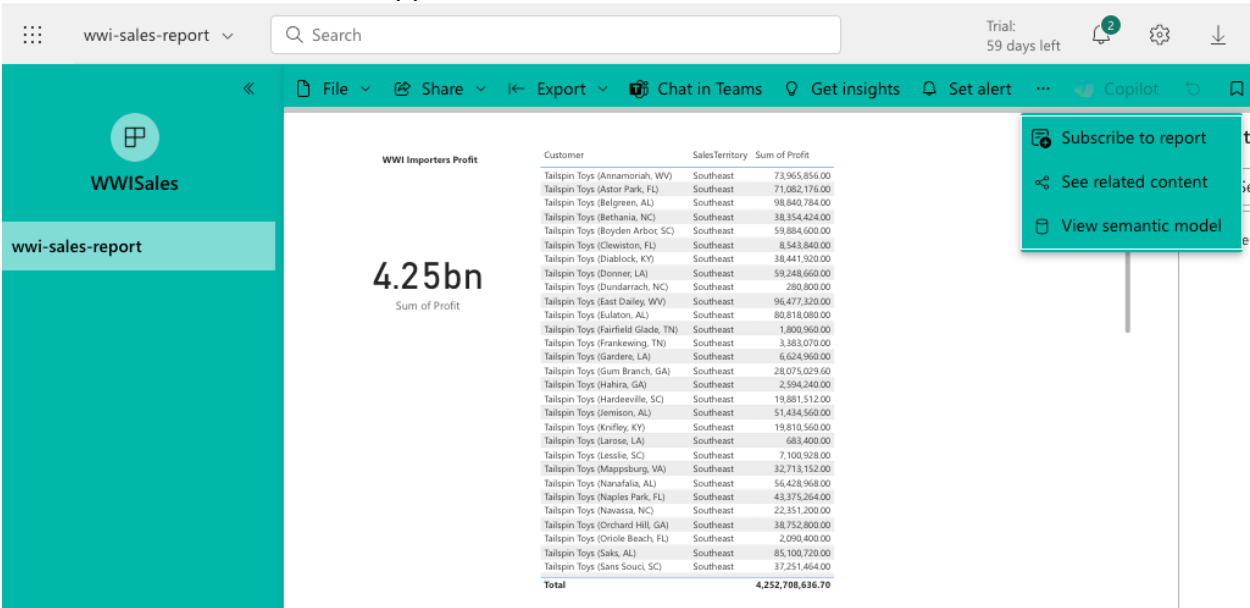 wwi-sales-report
Search
Trial:
59 days left
2
File
Share
Export
Chat in Teams
Get insights
Set alert
...
Copilot
Subscribe to report
See related content
View semantic model
WWISales
wwi-sales-report
WWI Importers Profit
4.25bn
Sum of Profit
Customer SalesTerritory Sum of Profit
Tailspin Toys (Annamoriah, WV) Southeast 73,965,856.00
Tailspin Toys (Astor Park, FL) Southeast 71,082,176.00
Tailspin Toys (Belgreen, AL) Southeast 98,840,784.00
Tailspin Toys (Bethania, NC) Southeast 38,354,424.00
Tailspin Toys (Boyden Arbor, SC) Southeast 59,884,600.00
Tailspin Toys (Clewiston, FL) Southeast 8,543,840.00
Tailspin Toys (Diablock, KY) Southeast 38,441,920.00
Tailspin Toys (Donner, LA) Southeast 59,248,660.00
Tailspin Toys (Dundarrach, NC) Southeast 280,800.00
Tailspin Toys (East Dailey, WV) Southeast 96,477,320.00
Tailspin Toys (Eulaton, AL) Southeast 80,818,080.00
Tailspin Toys (Fairfield Glade, TN) Southeast 1,800,960.00
Tailspin Toys (Frankewing, TN) Southeast 3,383,070.00
Tailspin Toys (Gardere, LA) Southeast 6,624,960.00
Tailspin Toys (Gum Branch, GA) Southeast 28,075,029.60
Tailspin Toys (Hahira, GA) Southeast 2,594,240.00
Tailspin Toys (Hardeeville, SC) Southeast 19,881,512.00
Tailspin Toys (Jemison, AL) Southeast 51,434,560.00
Tailspin Toys (Knifley, KY) Southeast 19,810,560.00
Tailspin Toys (Larose, LA) Southeast 683,400.00
Tailspin Toys (Lesslie, SC) Southeast 7,100,928.00
Tailspin Toys (Mappsburg, VA) Southeast 32,713,152.00
Tailspin Toys (Nanafalia, AL) Southeast 56,428,968.00
Tailspin Toys (Naples Park, FL) Southeast 43,375,264.00
Tailspin Toys (Navassa, NC) Southeast 22,351,200.00
Tailspin Toys (Orchard Hill, GA) Southeast 38,752,800.00
Tailspin Toys (Oriole Beach, FL) Southeast 2,090,400.00
Tailspin Toys (Saks, AL) Southeast 85,100,720.00
Tailspin Toys (Sans Souci, SC) Southeast 37,251,464.00
Total 4,252,708,636.70